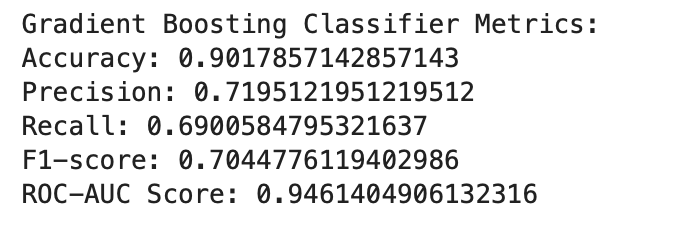 Gradient Boosting Classifier Metrics:
Accuracy: 0.9017857142857143
Precision: 0.7195121951219512
Recall: 0.6900584795321637
F1-score: 0.7044776119402986
ROC-AUC Score: 0.9461404906132316